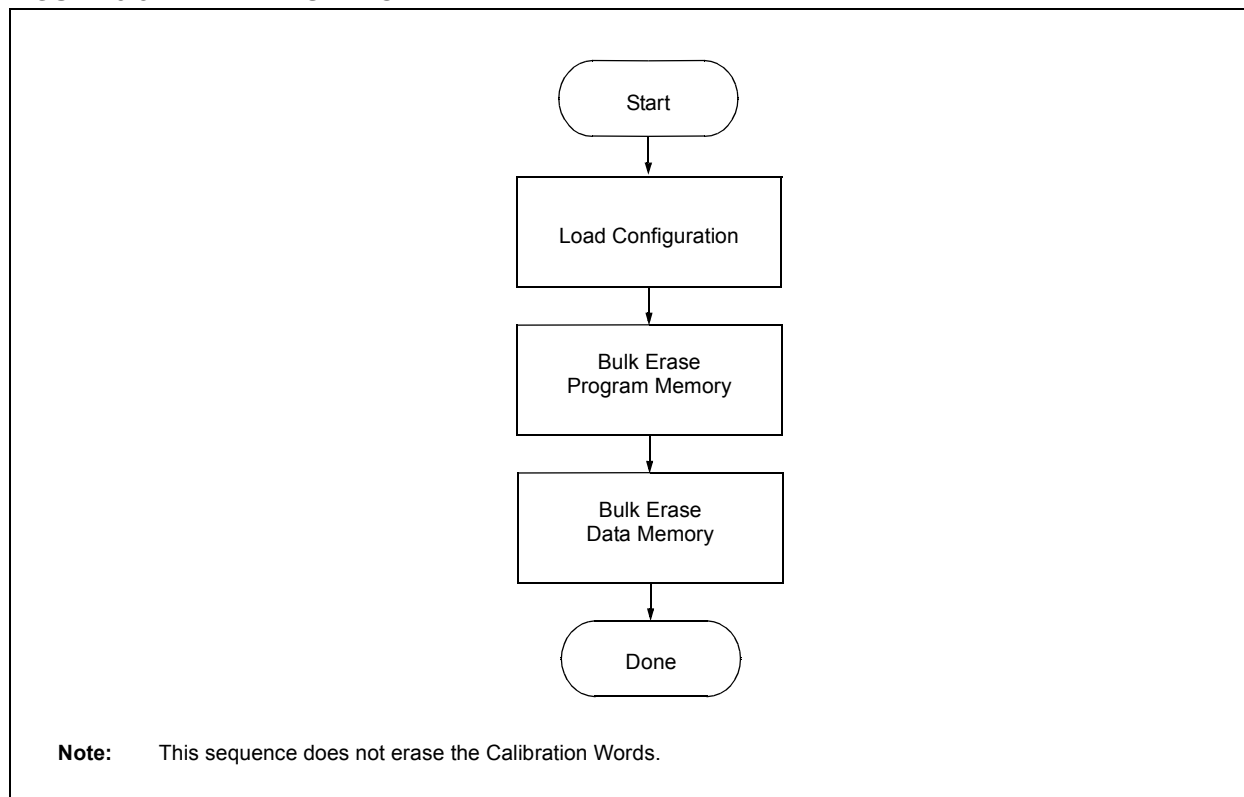 Start
Load Configuration
Bulk Erase
Program Memory
Bulk Erase
Data Memory
Done
Note: This sequence does not erase the Calibration Words.